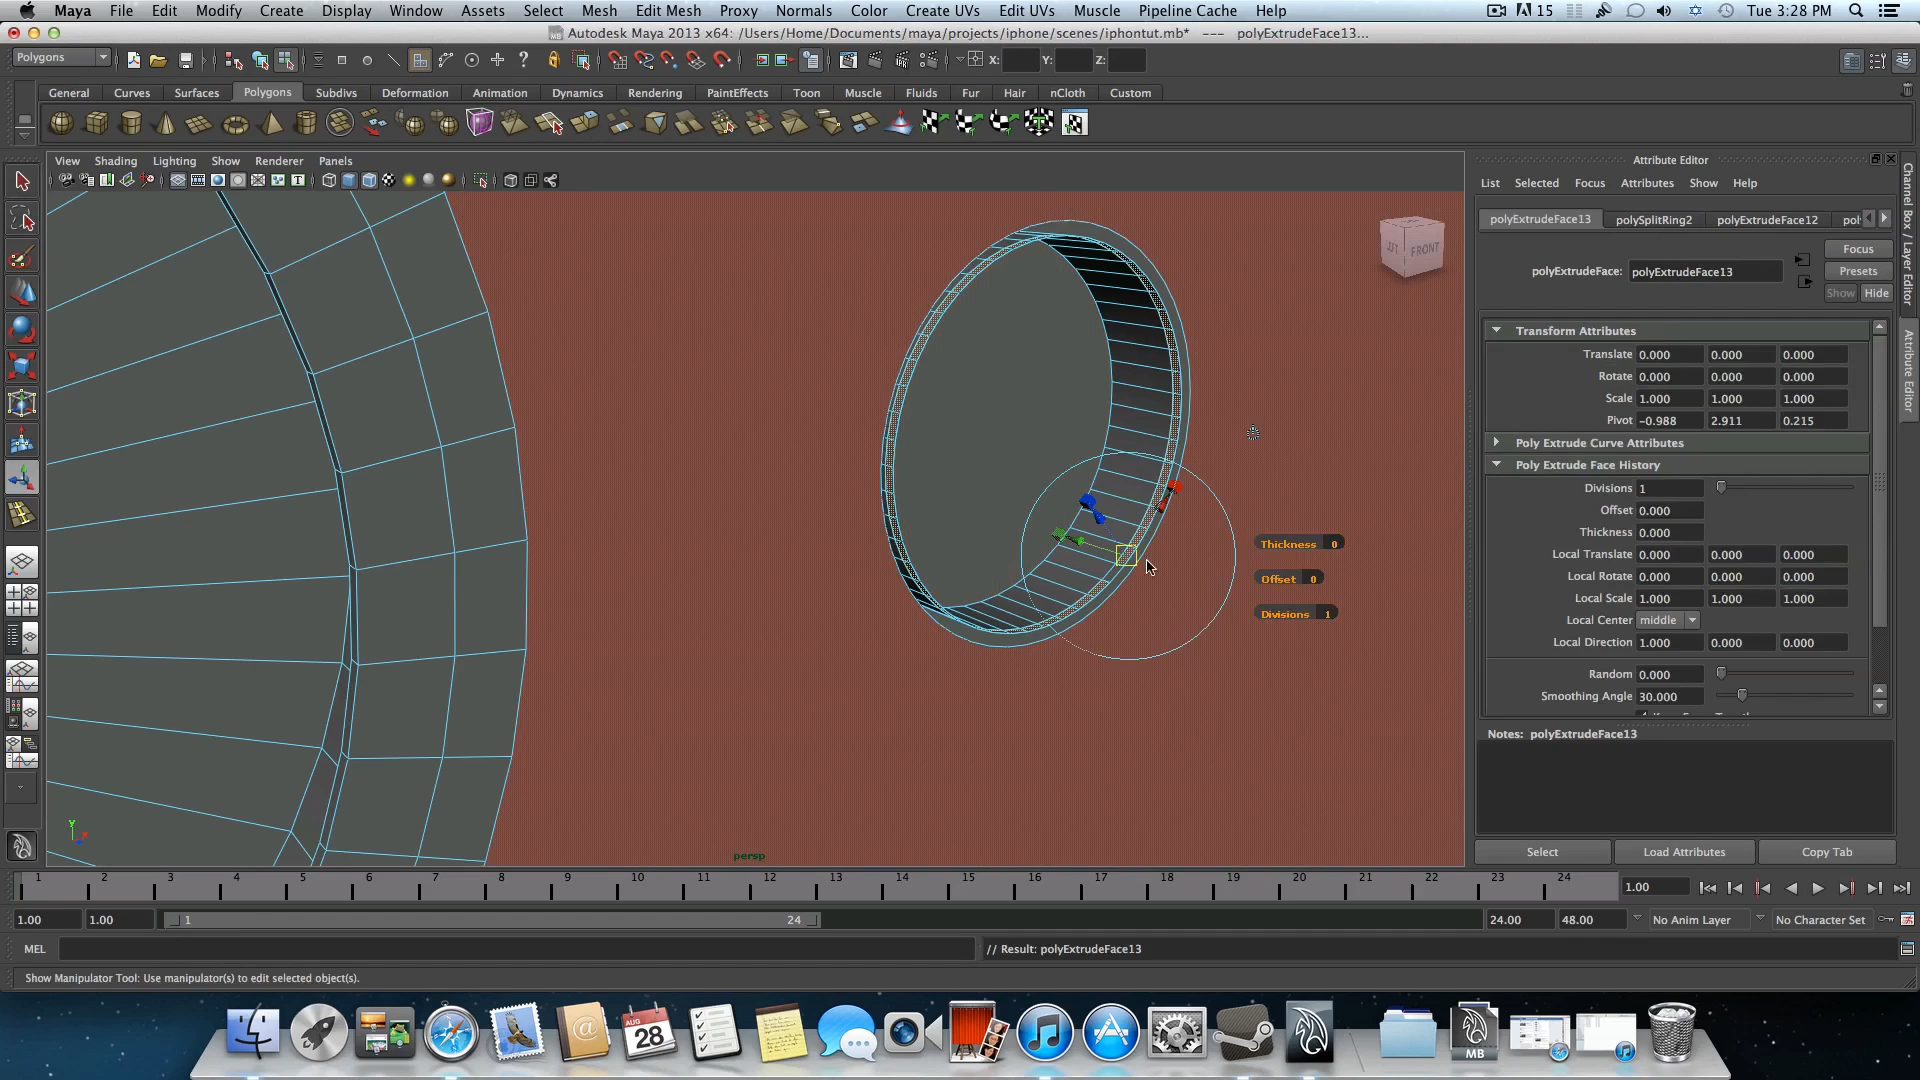 Maya File Edit Modify Create Display Window Assets Select Mesh Edit Mesh Proxy Normals Color Create UVs Edit UVs Muscle Pipeline Cache Help 15 Tue 3:28 PM
Autodesk Maya 2013 x64: /Users/Home/Documents/maya/projects/iphone/scenes/iphontut.mb* --- polyExtrudeFace13...
Polygons X: Y: Z:
General Curves Surfaces Polygons Subdivs Deformation Animation Dynamics Rendering PaintEffects Toon Muscle Fluids Fur Hair nCloth Custom
View Shading Lighting Show Renderer Panels
Attribute Editor
List Selected Focus Attributes Show Help
polyExtrudeFace13 polySplitRing2 polyExtrudeFace12 pol
Focus
polyExtrudeFace: polyExtrudeFace13 Presets
Show Hide
Transform Attributes
Translate 0.000 0.000 0.000
Rotate 0.000 0.000 0.000
Scale 1.000 1.000 1.000
Pivot -0.988 2.911 0.215
Poly Extrude Curve Attributes
Poly Extrude Face History
Divisions 1
Offset 0.000
Thickness 0.000
Local Translate 0.000 0.000 0.000
Local Rotate 0.000 0.000 0.000
Local Scale 1.000 1.000 1.000
Local Center middle
Local Direction 1.000 0.000 0.000
Random 0.000
Smoothing Angle 30.000
Notes: polyExtrudeFace13
Select Load Attributes Copy Tab
Channel Box / Layer Editor
Attribute Editor
FRONT
Thickness 0
Offset 0
Divisions 1
Y
persp
1 2 3 4 5 6 7 8 9 10 11 12 13 14 15 16 17 18 19 20 21 22 23 24 1.00
1.00 1.00 1 24 24.00 48.00 No Anim Layer No Character Set
MEL // Result: polyExtrudeFace13
Show Manipulator Tool: Use manipulator(s) to edit selected object(s).
AUG
28
MB